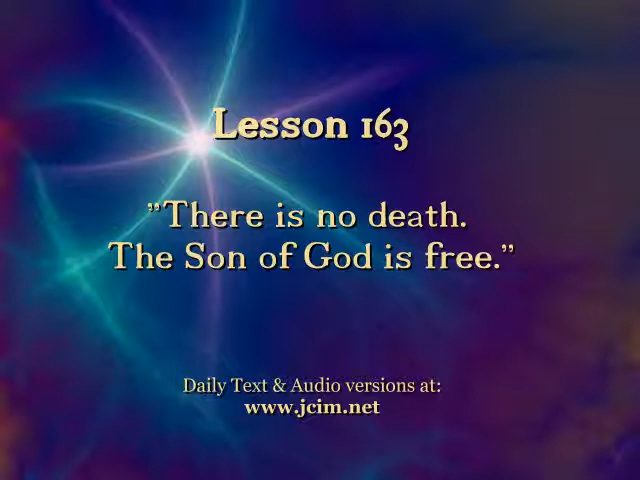 Lesson 163
"There is no death.
The Son of God is free."
Daily Text & Audio versions at:
www.jcim.net